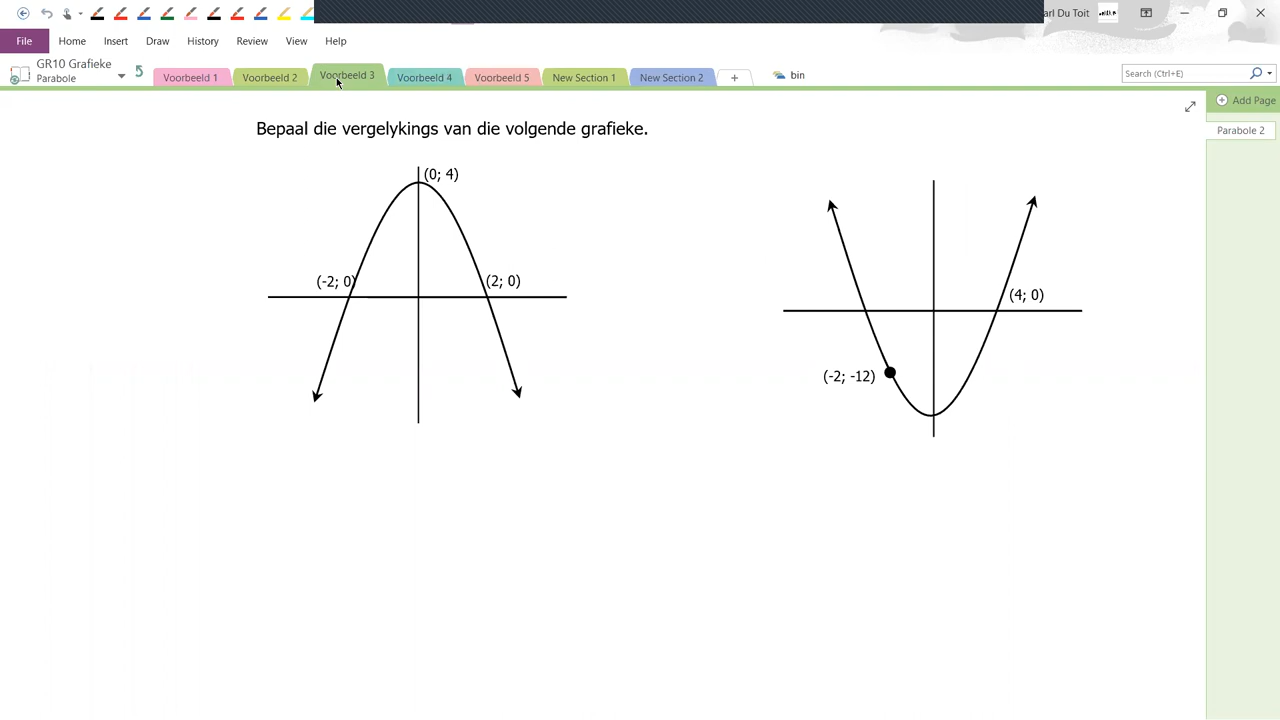 arl Du Toit
File Home Insert Draw History Review View Help
GR10 Grafieke
Parabole
Voorbeeld 1 Voorbeeld 2 Voorbeeld 3 Voorbeeld 4 Voorbeeld 5 New Section 1 New Section 2 + bin
Search (Ctrl+E)
Add Page
Parabole 2
Bepaal die vergelykings van die volgende grafieke.
(0; 4)
(-2; 0)
(2; 0)
(4; 0)
(-2; -12)